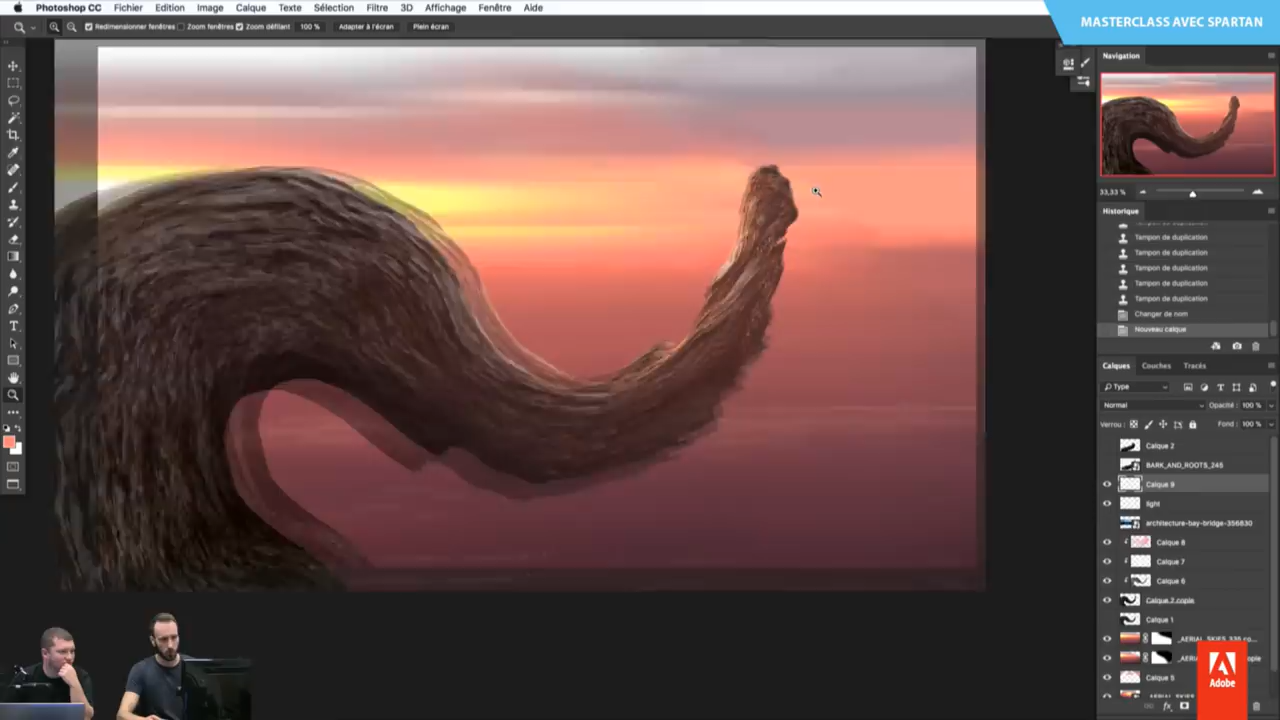 Photoshop CC Fichier Edition Image Calque Texte Sélection Filtre 3D Affichage Fenêtre Aide
MASTERCLASS AVEC SPARTAN
Redimensionner fenêtres Zoom fenêtres Zoom défilant 100 % Adapter à l'écran Plein écran
Navigation
33,33 %
Historique
Tampon de duplication
Tampon de duplication
Tampon de duplication
Tampon de duplication
Tampon de duplication
Changer de nom
Nouveau calque
Calques Couches Tracés
Type
Normal Opacité : 100 %
Verrou : Fond : 100 %
Calque 2
BARK_AND_ROOTS_245
Calque 9
light
architecture-bay-bridge-356830
Calque 8
Calque 7
Calque 6
Calque 2 copie
Calque 1
_AERIAL_SKIES_335 co...
Calque 5
Adobe